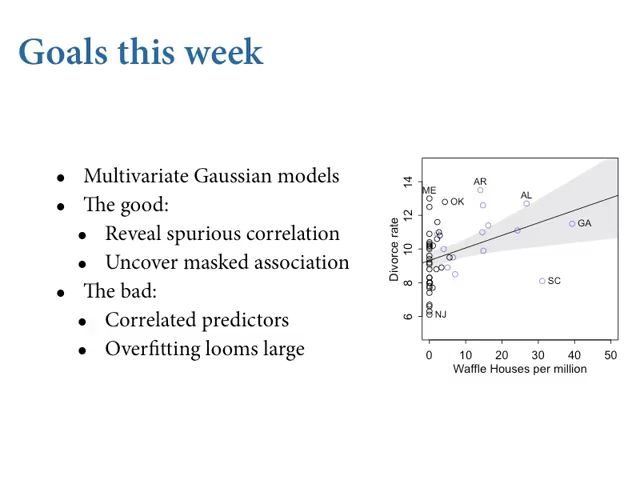 Goals this week
• Multivariate Gaussian models
• The good:
• Reveal spurious correlation
• Uncover masked association
• The bad:
• Correlated predictors
• Overfitting looms large
Divorce rate
6 8 10 12 14
ME
AR
OK
AL
GA
SC
NJ
0 10 20 30 40 50
Waffle Houses per million